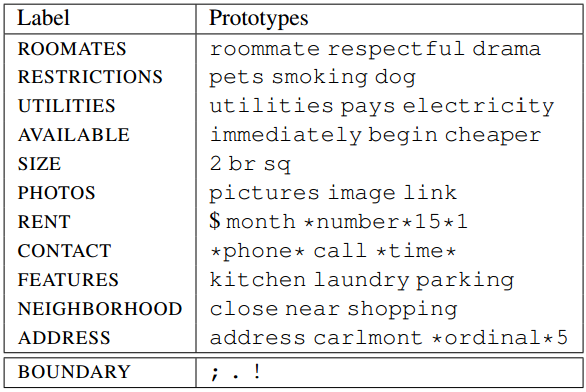 Label Prototypes
ROOMATES roommate respectful drama
RESTRICTIONS pets smoking dog
UTILITIES utilities pays electricity
AVAILABLE immediately begin cheaper
SIZE 2 br sq
PHOTOS pictures image link
RENT $ month *number*15*1
CONTACT *phone* call *time*
FEATURES kitchen laundry parking
NEIGHBORHOOD close near shopping
ADDRESS address carlmont *ordinal*5
BOUNDARY ; . !